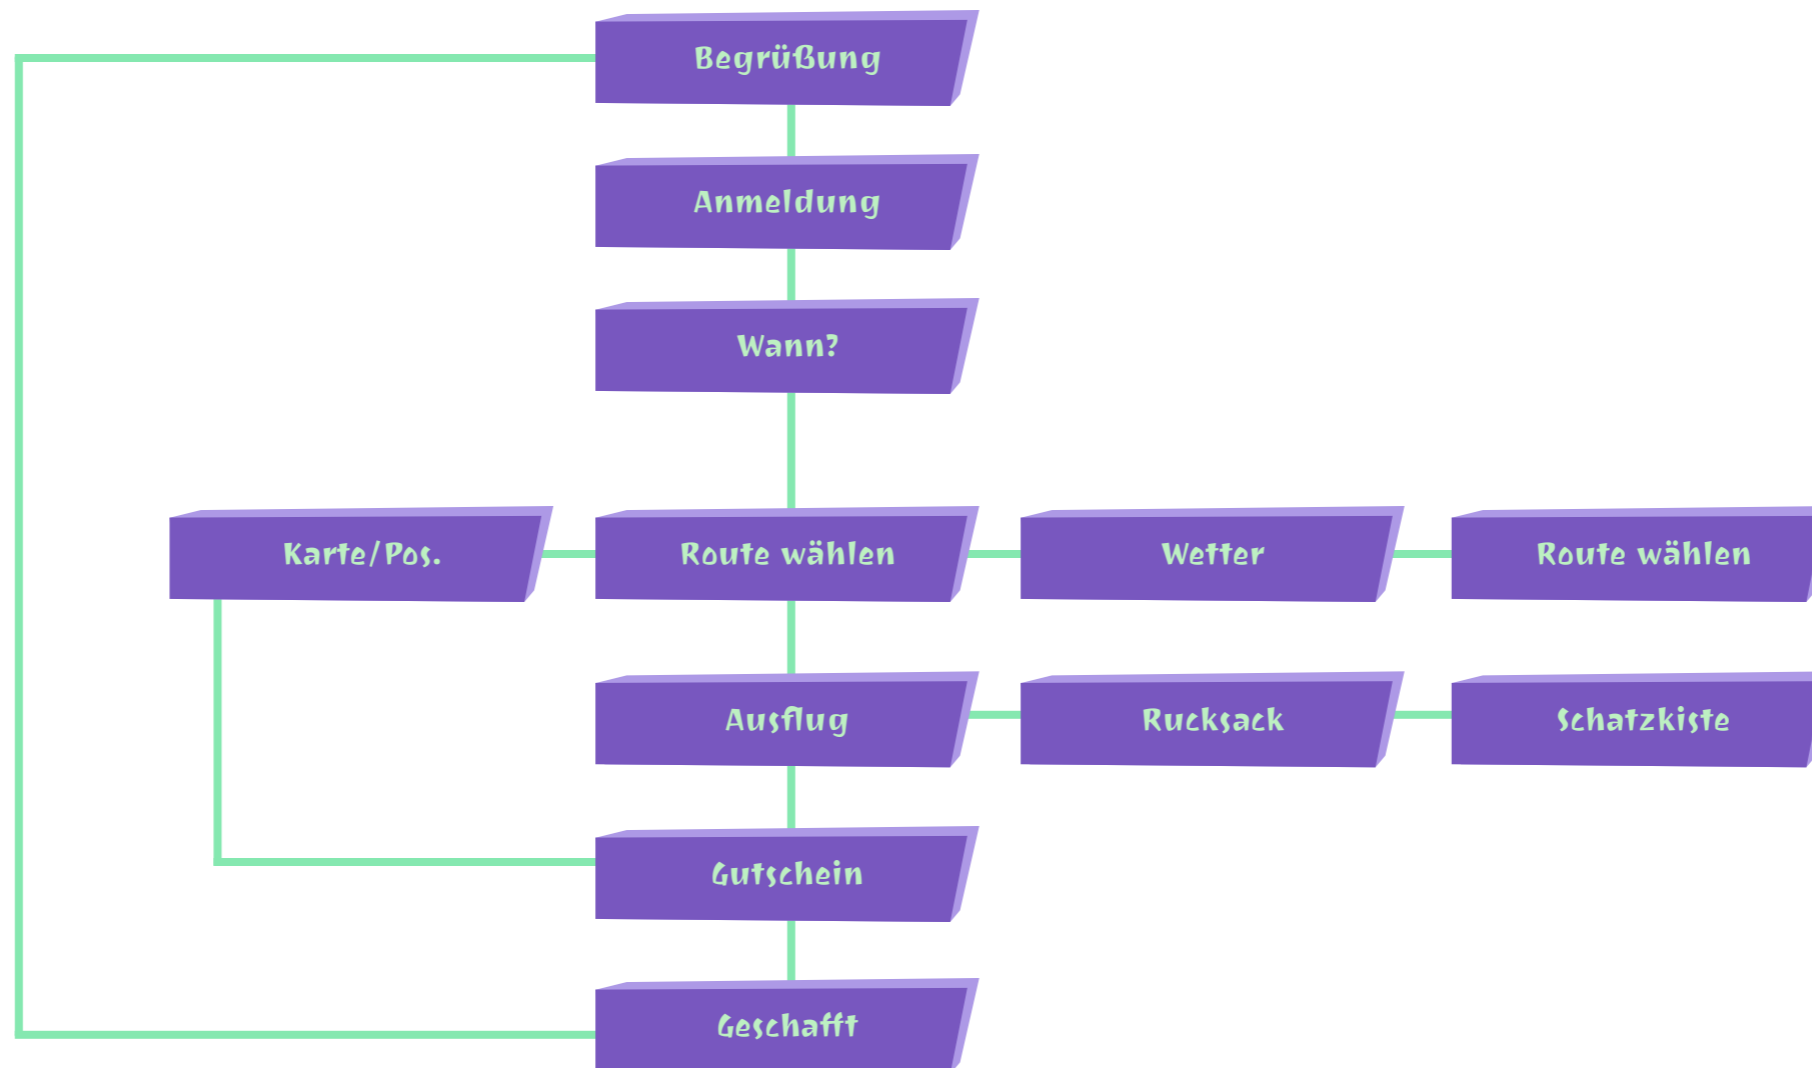 Begrüßung
Anmeldung
Wann?
Karte/Pos.
Route wählen
Wetter
Route wählen
Ausflug
Rucksack
Schatzkiste
Gutschein
Geschafft